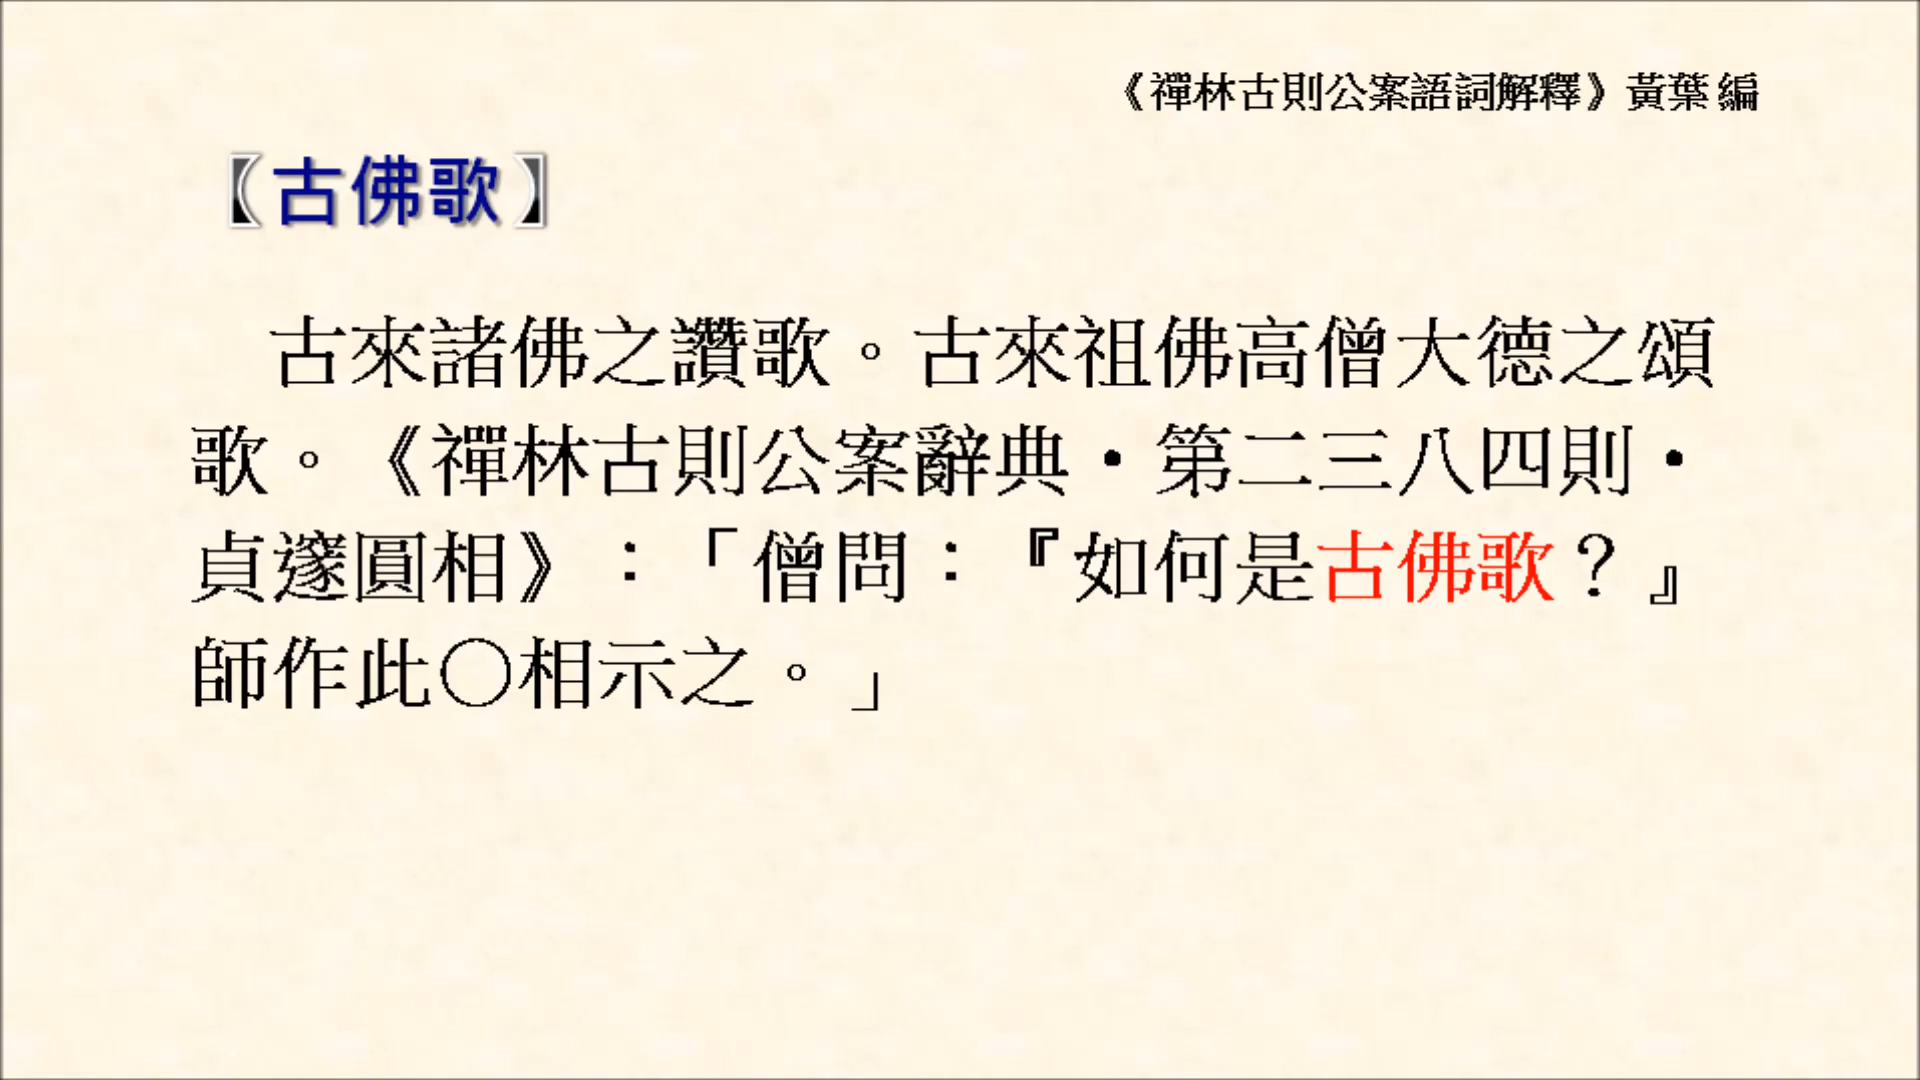 《禪林古則公案語詞解釋》黃葉編
【古佛歌】
古來諸佛之讚歌。古來祖佛高僧大德之頌
歌。《禪林古則公案辭典・第二三八四則・
貞邃圓相》：「僧問：『如何是古佛歌？』
師作此○相示之。」